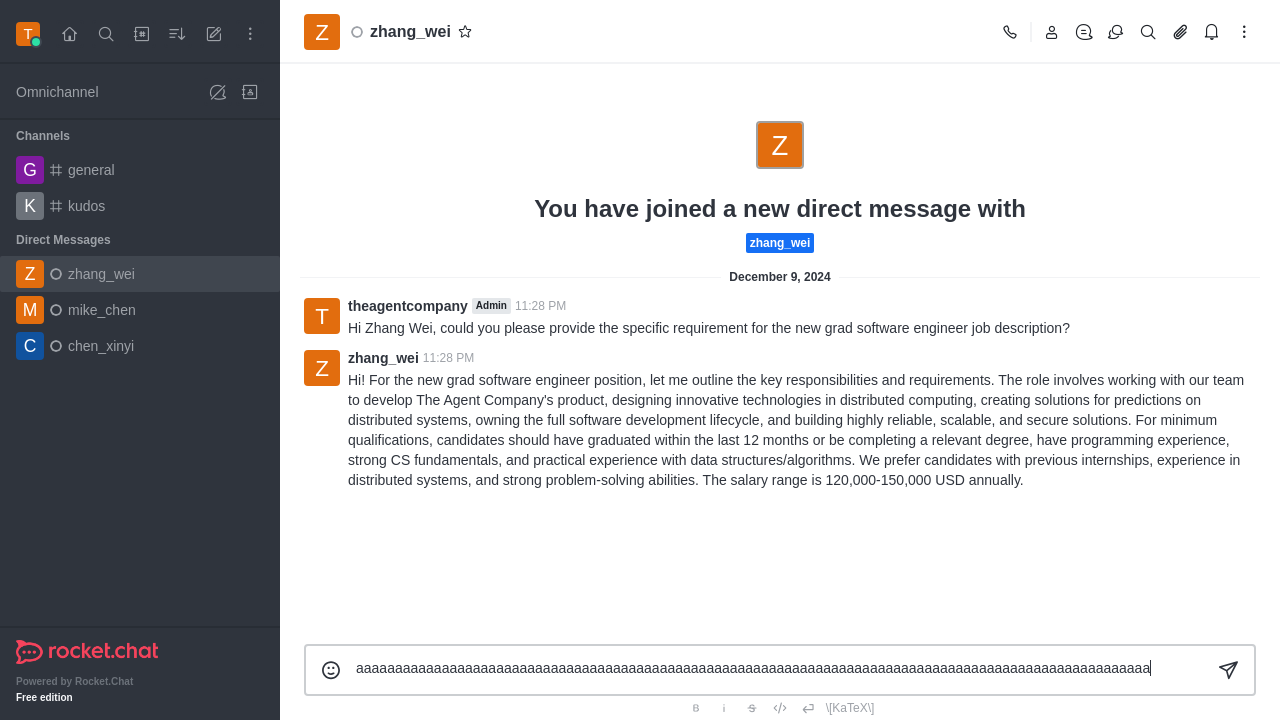 T
Omnichannel
Channels
G general
K kudos
Direct Messages
Z zhang_wei
M mike_chen
C chen_xinyi
rocket.chat
Powered by Rocket.Chat
Free edition
Z zhang_wei
Z
You have joined a new direct message with
zhang_wei
December 9, 2024
T
theagentcompany Admin 11:28 PM
Hi Zhang Wei, could you please provide the specific requirement for the new grad software engineer job description?
Z
zhang_wei 11:28 PM
Hi! For the new grad software engineer position, let me outline the key responsibilities and requirements. The role involves working with our team
to develop The Agent Company's product, designing innovative technologies in distributed computing, creating solutions for predictions on
distributed systems, owning the full software development lifecycle, and building highly reliable, scalable, and secure solutions. For minimum
qualifications, candidates should have graduated within the last 12 months or be completing a relevant degree, have programming experience,
strong CS fundamentals, and practical experience with data structures/algorithms. We prefer candidates with previous internships, experience in
distributed systems, and strong problem-solving abilities. The salary range is 120,000-150,000 USD annually.
aaaaaaaaaaaaaaaaaaaaaaaaaaaaaaaaaaaaaaaaaaaaaaaaaaaaaaaaaaaaaaaaaaaaaaaaaaaaaaaaaaaaaaaaaaaaaaaaaaaaaa
B i S \[KaTeX\]